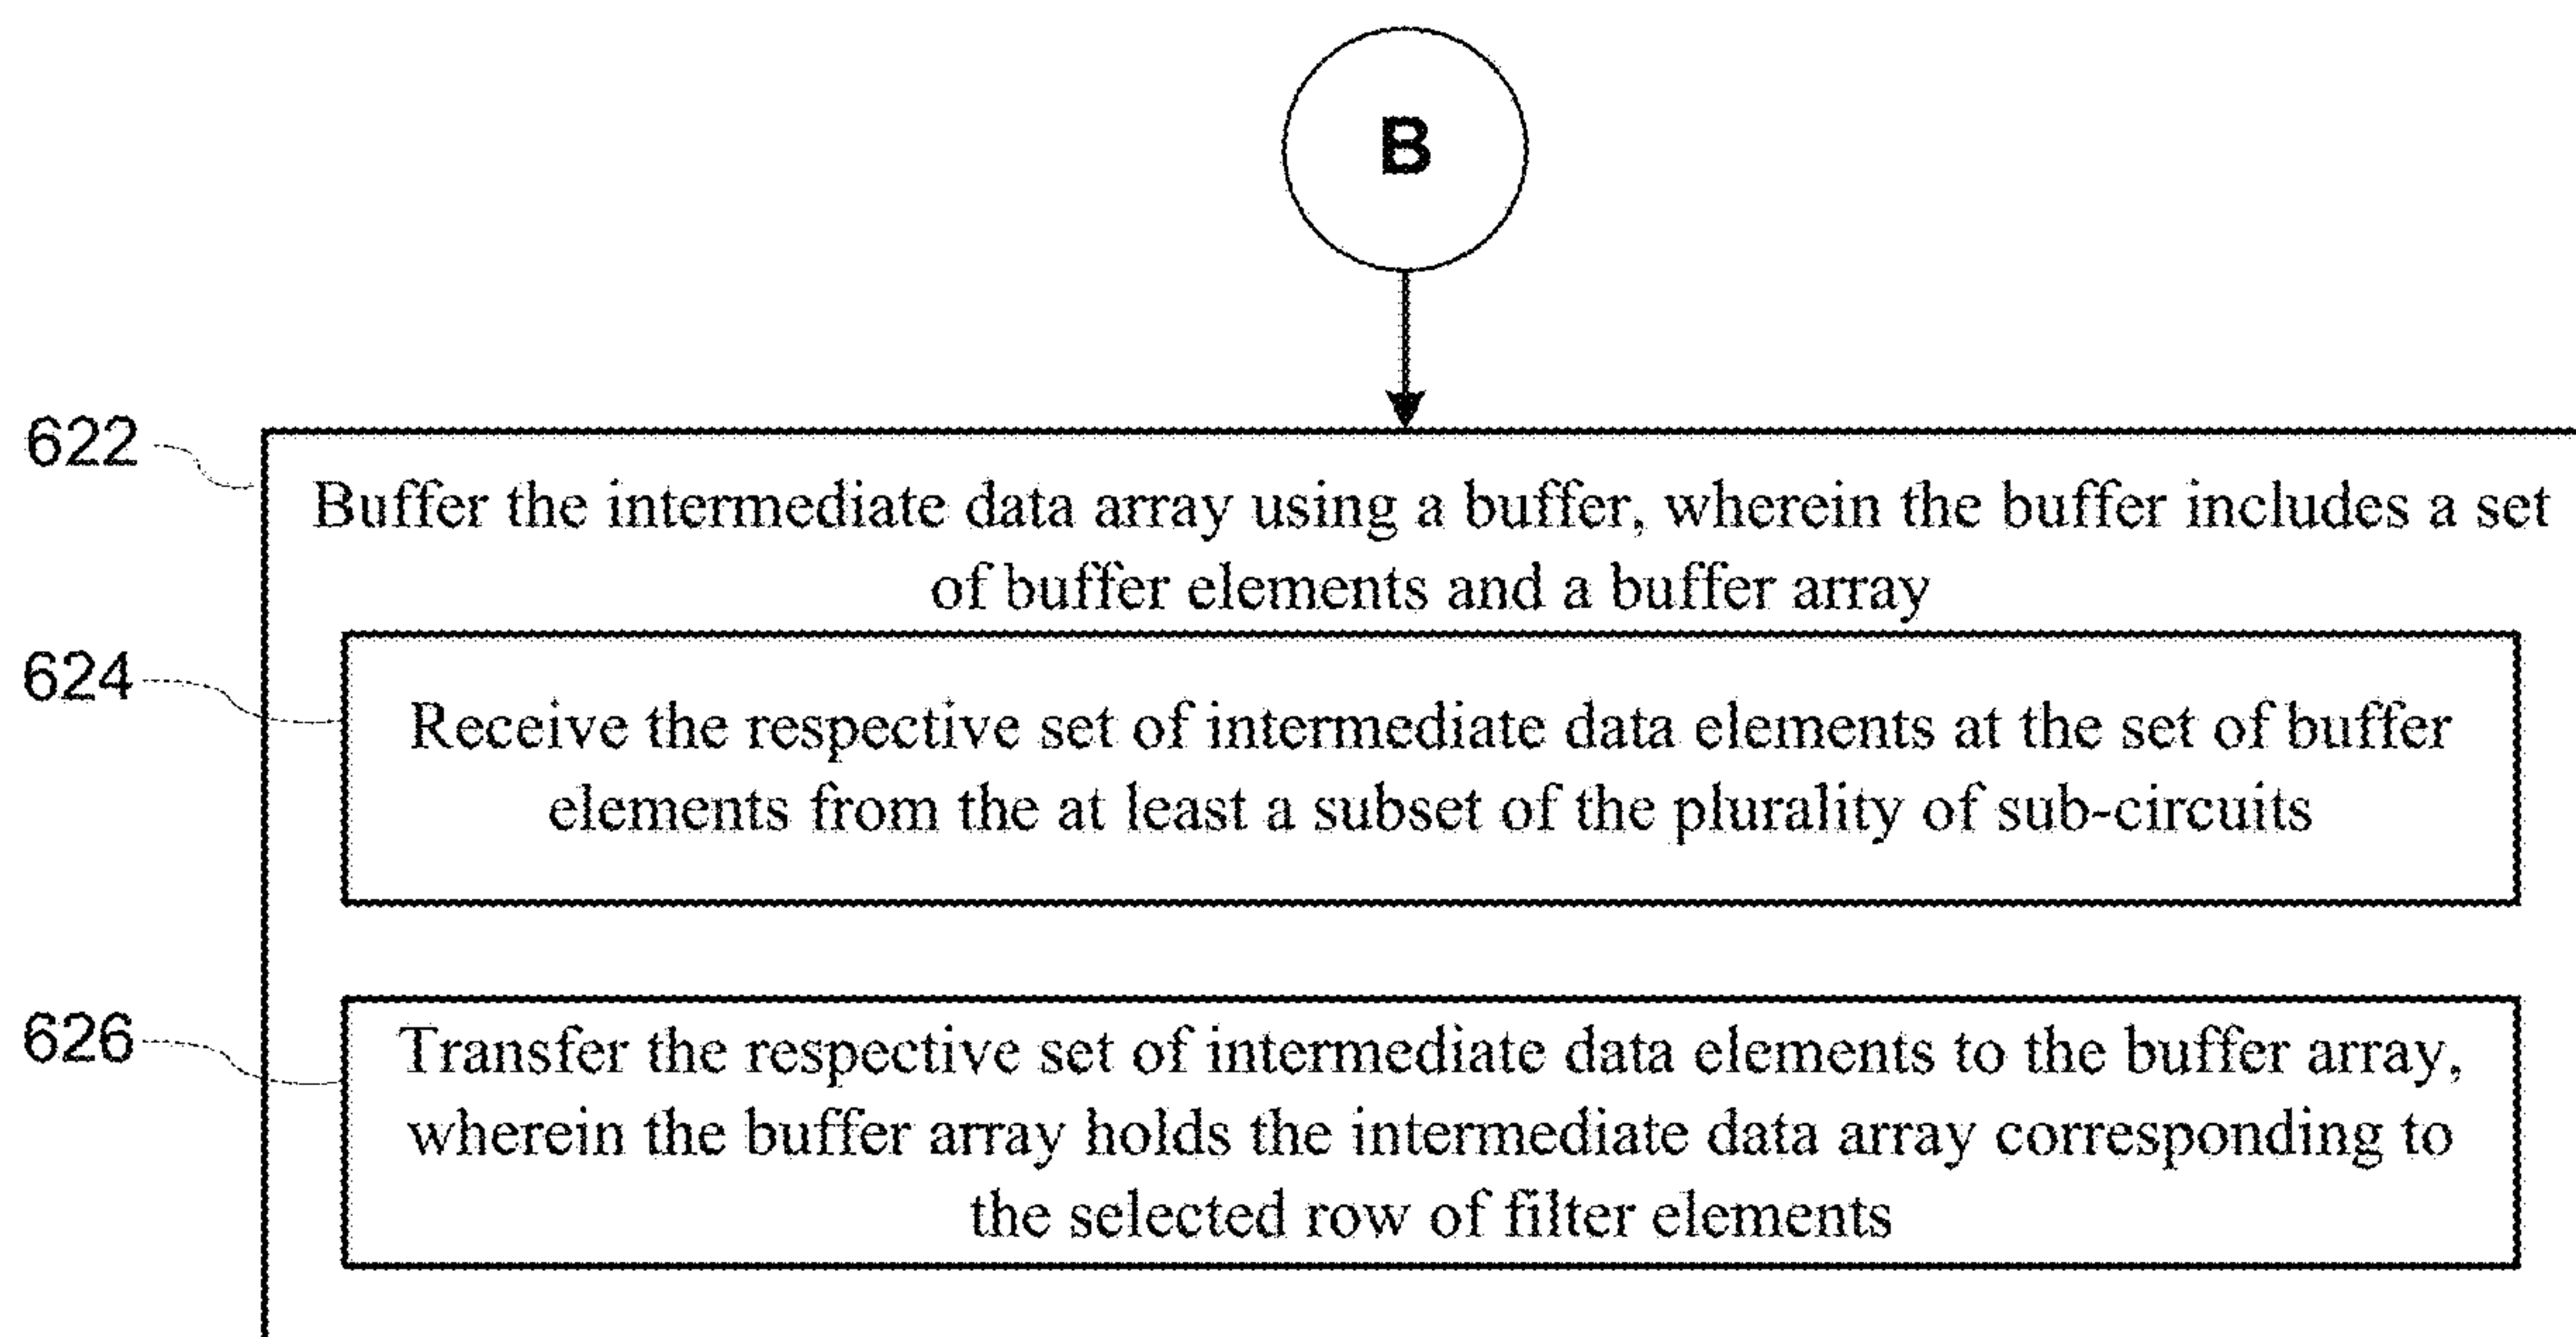 B
622
Buffer the intermediate data array using a buffer, wherein the buffer includes a set
of buffer elements and a buffer array
624
Receive the respective set of intermediate data elements at the set of buffer
elements from the at least a subset of the plurality of sub-circuits
626
Transfer the respective set of intermediate data elements to the buffer array,
wherein the buffer array holds the intermediate data array corresponding to
the selected row of filter elements